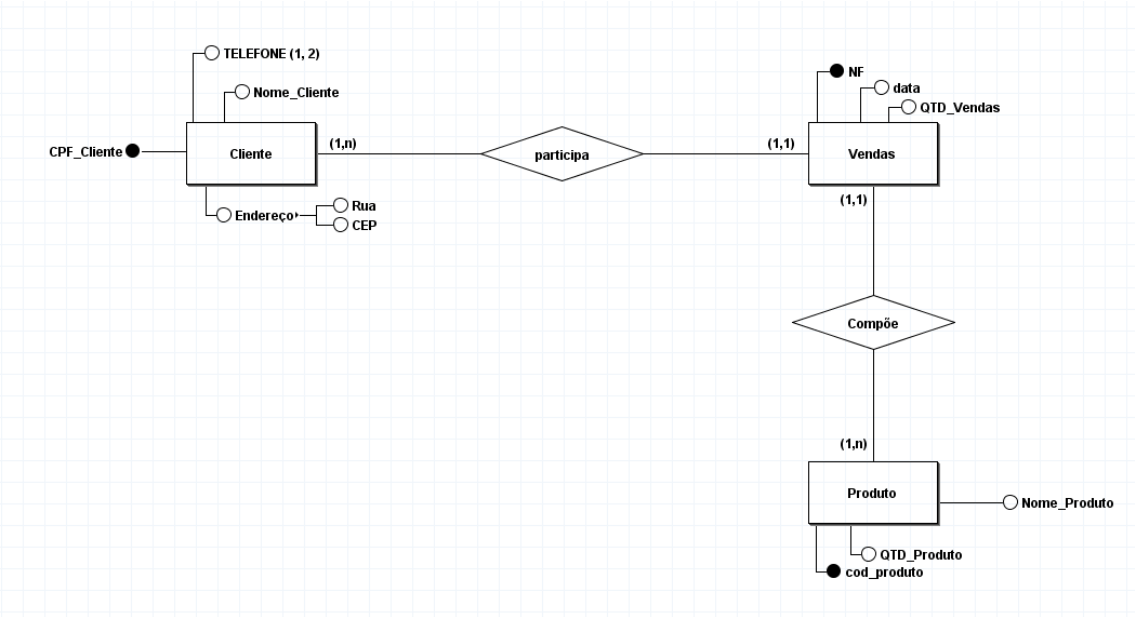 TELEFONE (1, 2)
Nome_Cliente
CPF_Cliente
Cliente
(1,n)
Endereço
Rua
CEP
participa
NF
data
QTD_Vendas
(1,1)
Vendas
(1,1)
Compõe
(1,n)
Produto
Nome_Produto
QTD_Produto
cod_produto